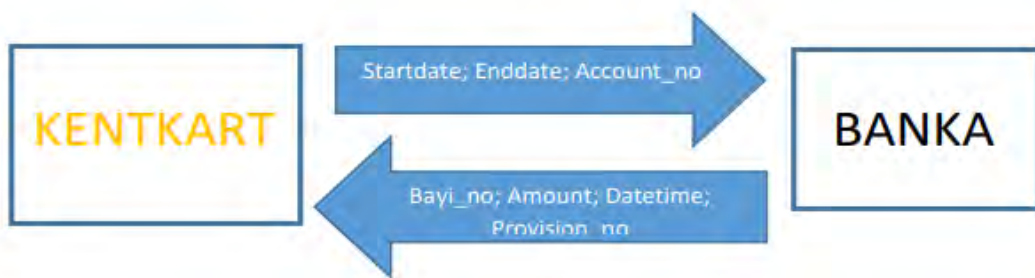 KENTKART
Startdate; Enddate; Account_no
BANKA
Bayi_no; Amount; Datetime;
Provision_no